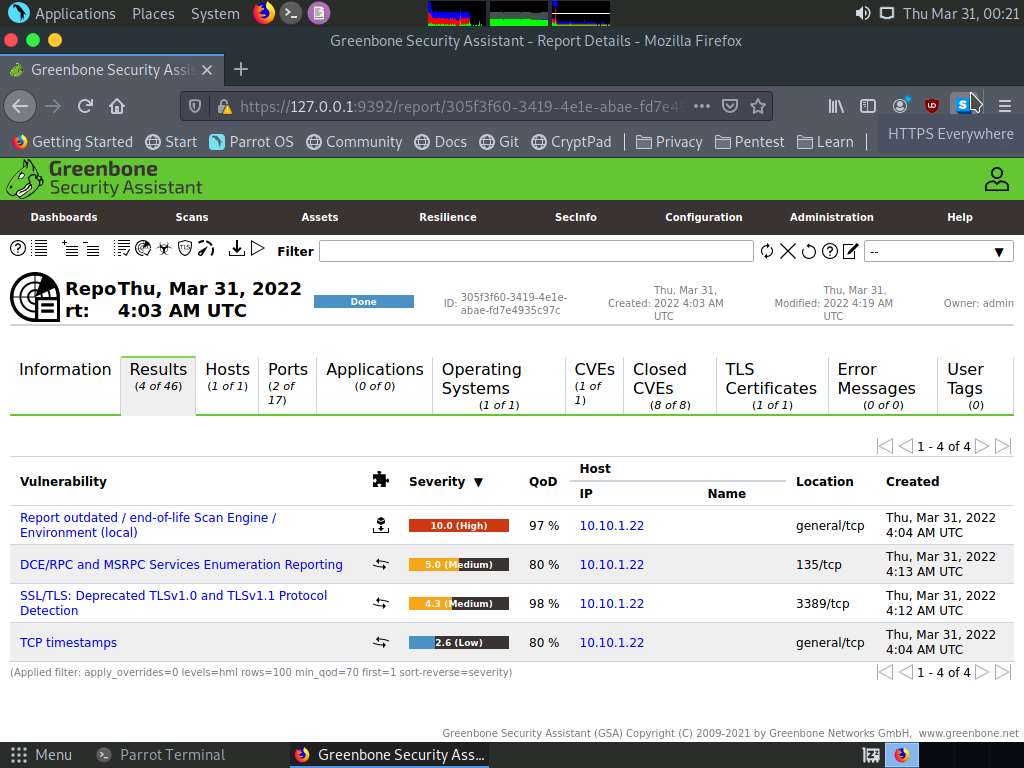 Applications Places System Thu Mar 31, 00:21
Greenbone Security Assistant - Report Details - Mozilla Firefox
Greenbone Security Assis
https://127.0.0.1:9392/report/305f3f60-3419-4e1e-abae-fd7e4
HTTPS Everywhere
Getting Started Start Parrot OS Community Docs Git CryptPad Privacy Pentest Learn
Greenbone
Security Assistant
Dashboards Scans Assets Resilience SecInfo Configuration Administration Help
Filter --
Repo
rt:
Thu, Mar 31, 2022
4:03 AM UTC
Done
ID: 305f3f60-3419-4e1e-
abae-fd7e4935c97c
Created: Thu, Mar 31,
2022 4:03 AM
UTC
Modified: Thu, Mar 31,
2022 4:19 AM
UTC
Owner: admin
Information
Results
(4 of 46)
Hosts
(1 of 1)
Ports
(2 of
17)
Applications
(0 of 0)
Operating
Systems
(1 of 1)
CVEs
(1 of
1)
Closed
CVEs
(8 of 8)
TLS
Certificates
(1 of 1)
Error
Messages
(0 of 0)
User
Tags
(0)
1 - 4 of 4
Vulnerability Severity ▼ QoD Host Location Created
IP Name
Report outdated / end-of-life Scan Engine /
Environment (local)
10.0 (High) 97 % 10.10.1.22 general/tcp
Thu, Mar 31, 2022
4:04 AM UTC
DCE/RPC and MSRPC Services Enumeration Reporting 5.0 (Medium) 80 % 10.10.1.22 135/tcp
Thu, Mar 31, 2022
4:13 AM UTC
SSL/TLS: Deprecated TLSv1.0 and TLSv1.1 Protocol
Detection
4.3 (Medium) 98 % 10.10.1.22 3389/tcp
Thu, Mar 31, 2022
4:12 AM UTC
TCP timestamps 2.6 (Low) 80 % 10.10.1.22 general/tcp
Thu, Mar 31, 2022
4:04 AM UTC
(Applied filter: apply_overrides=0 levels=hml rows=100 min_qod=70 first=1 sort-reverse=severity)
1 - 4 of 4
Greenbone Security Assistant (GSA) Copyright (C) 2009-2021 by Greenbone Networks GmbH, www.greenbone.net
Menu Parrot Terminal Greenbone Security Ass...